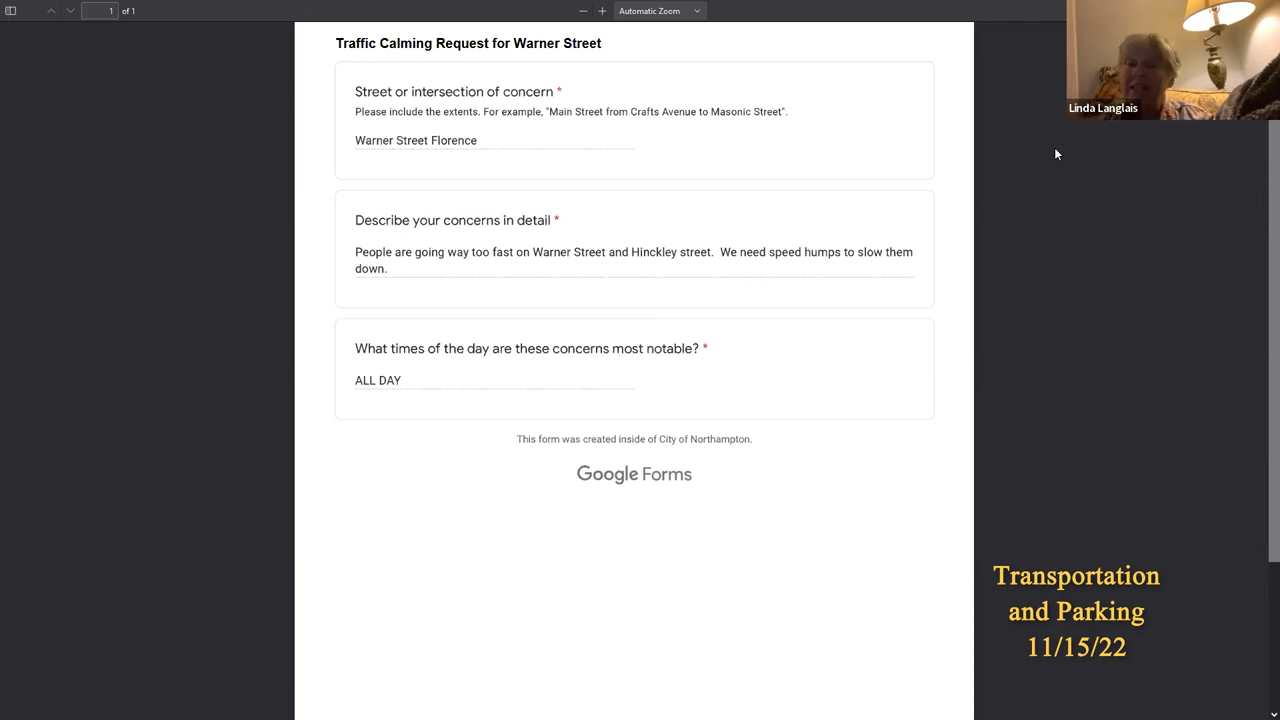 1
of 1
Automatic Zoom
Traffic Calming Request for Warner Street
Linda Langlais
Street or intersection of concern *
Please include the extents. For example, "Main Street from Crafts Avenue to Masonic Street".
Warner Street Florence
Describe your concerns in detail *
People are going way too fast on Warner Street and Hinckley street.  We need speed humps to slow them
down.
What times of the day are these concerns most notable? *
ALL DAY
This form was created inside of City of Northampton.
Google Forms
Transportation
and Parking
11/15/22